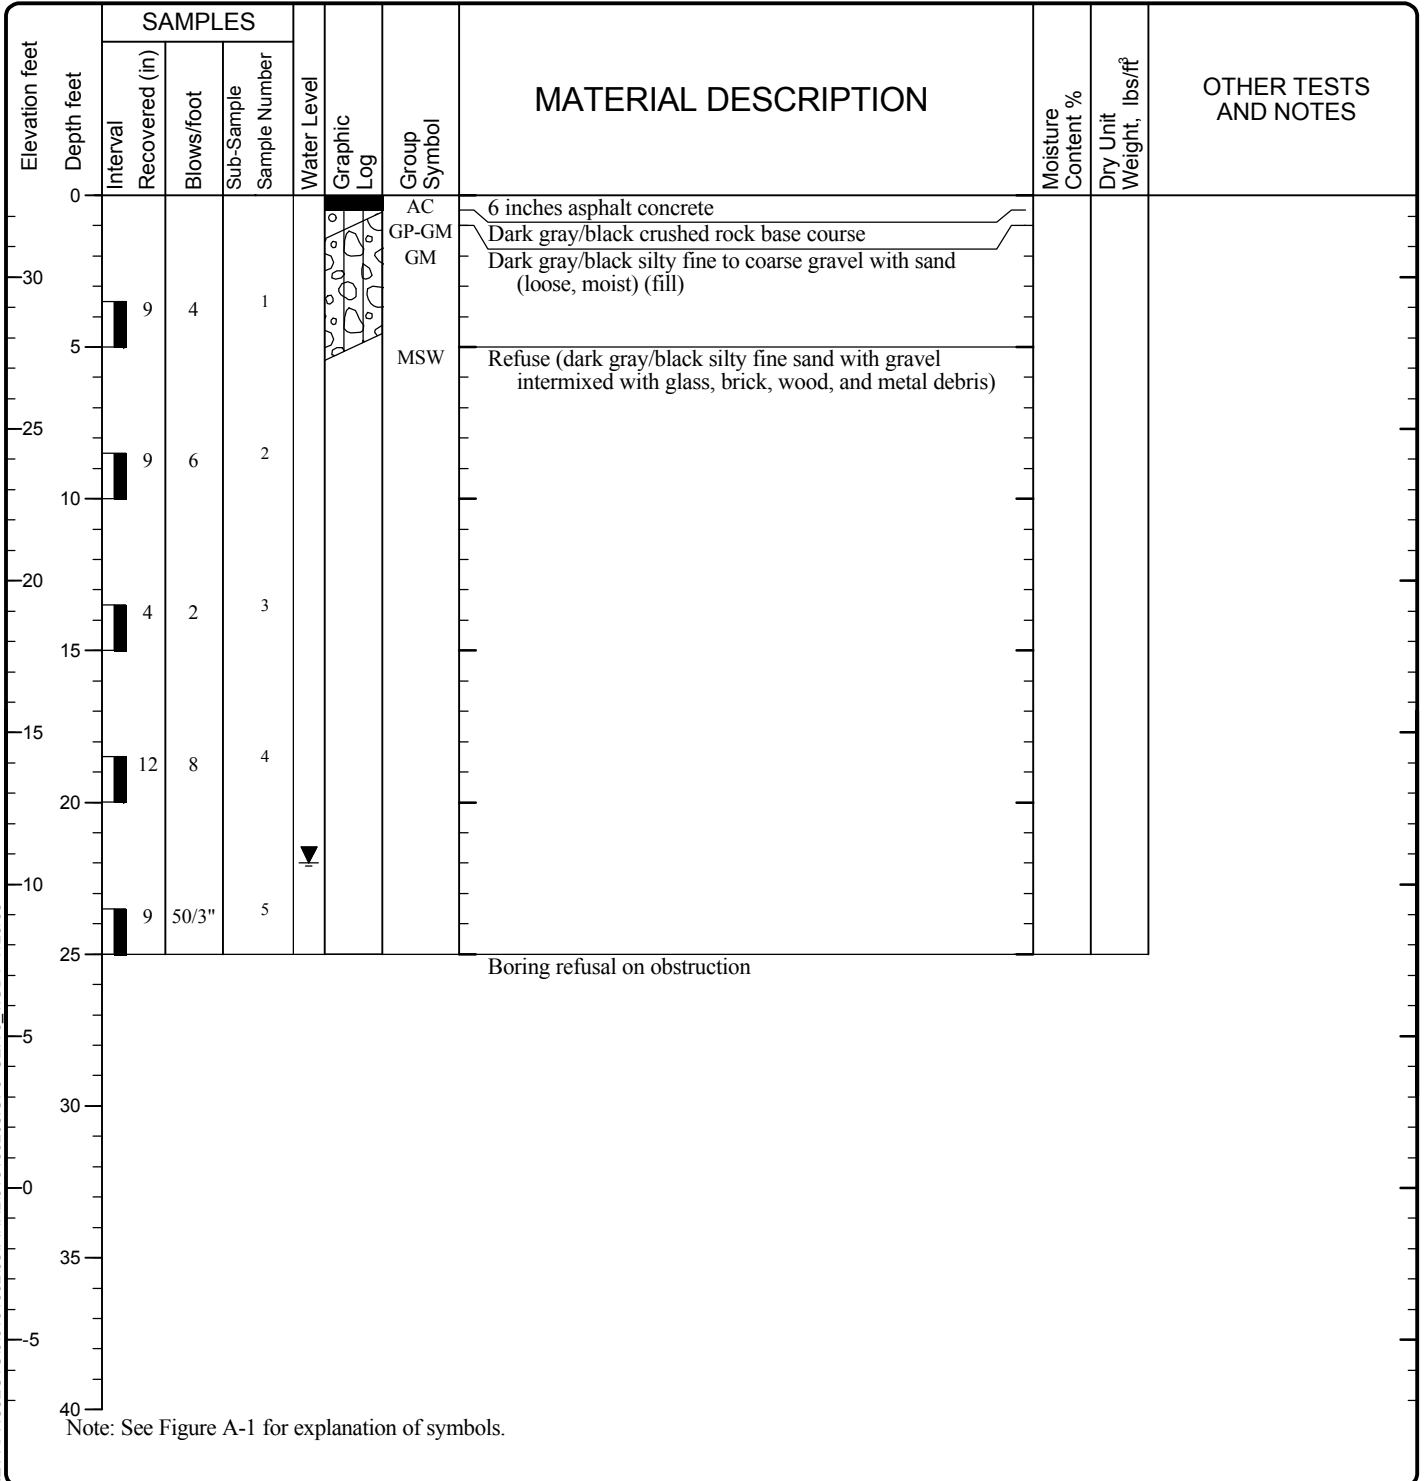 SAMPLES
Elevation feet
Depth feet
Interval
Recovered (in)
Blows/foot
Sub-Sample
Sample Number
Water Level
Graphic
Log
Group
Symbol
MATERIAL DESCRIPTION
Moisture
Content %
Dry Unit
Weight, lbs/ft³
OTHER TESTS
AND NOTES
0
AC 6 inches asphalt concrete
GP-GM Dark gray/black crushed rock base course
GM Dark gray/black silty fine to coarse gravel with sand
30
(loose, moist) (fill)
9 4 1
5
MSW Refuse (dark gray/black silty fine sand with gravel
intermixed with glass, brick, wood, and metal debris)
25
9 6 2
10
20
4 2 3
15
15
12 8 4
20
10
9 50/3" 5
25
Boring refusal on obstruction
5
30
0
35
-5
40
Note: See Figure A-1 for explanation of symbols.